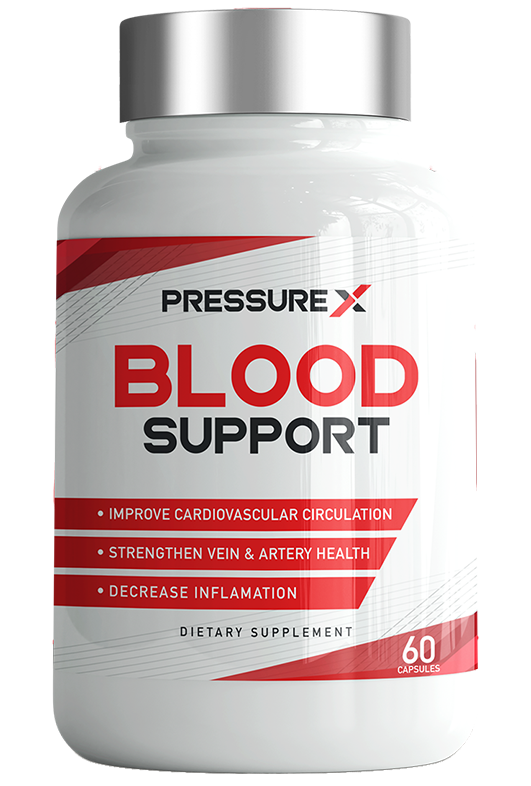 PRESSURE X
BLOOD
SUPPORT
• IMPROVE CARDIOVASCULAR CIRCULATION
• STRENGTHEN VEIN & ARTERY HEALTH
• DECREASE INFLAMATION
DIETARY SUPPLEMENT
60
CAPSULES